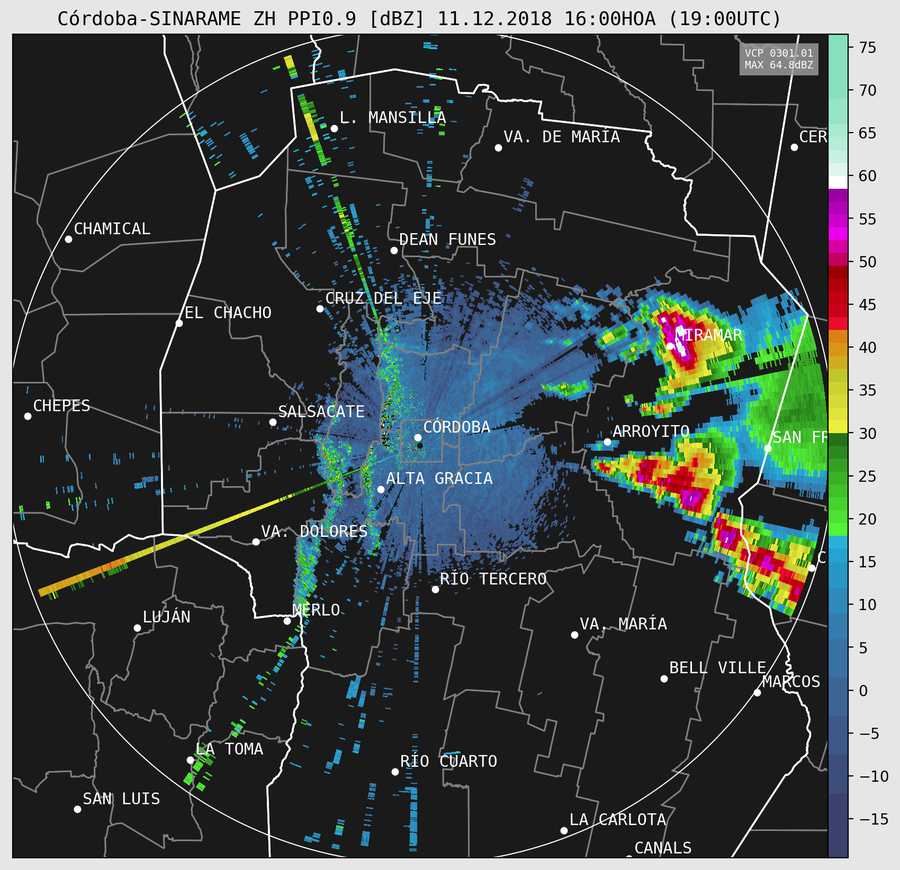 Córdoba-SINARAME ZH PPI0.9 [dBZ] 11.12.2018 16:00HOA (19:00UTC)
VCP 0301.01
MAX 64.8dBZ
75
70
65
60
55
50
45
40
35
30
25
20
15
10
5
0
−5
−10
−15
L. MANSILLA
VA. DE MARÍA
CER
CHAMICAL
DEAN FUNES
CRUZ DEL EJE
EL CHACHO
MIRAMAR
CHEPES
SALSACATE
CÓRDOBA
ARROYITO
SAN FR
ALTA GRACIA
VA. DOLORES
C
RÍO TERCERO
LUJÁN
MERLO
VA. MARÍA
BELL VILLE
MARCOS
LA TOMA
RÍO CUARTO
SAN LUIS
LA CARLOTA
CANALS